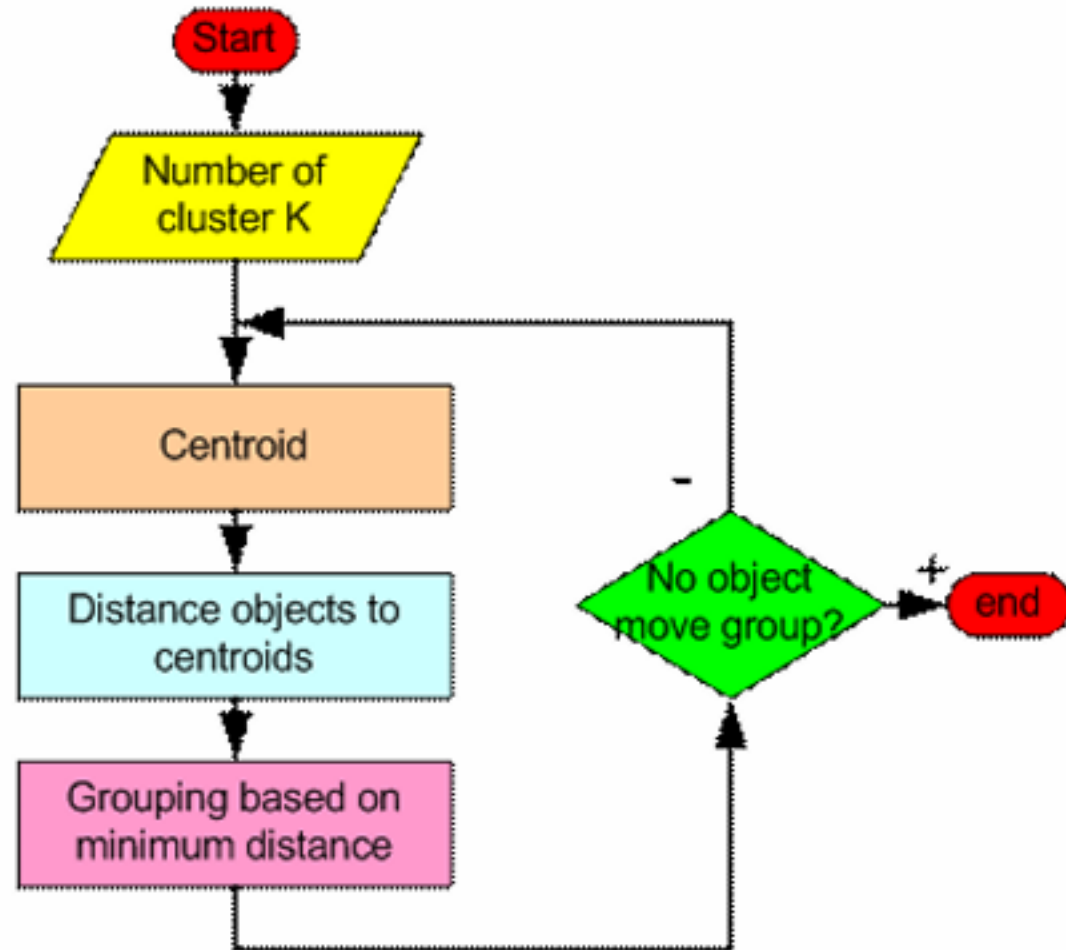 Start
Number of
cluster K
Centroid
-
No object
move group?
+
end
Distance objects to
centroids
Grouping based on
minimum distance